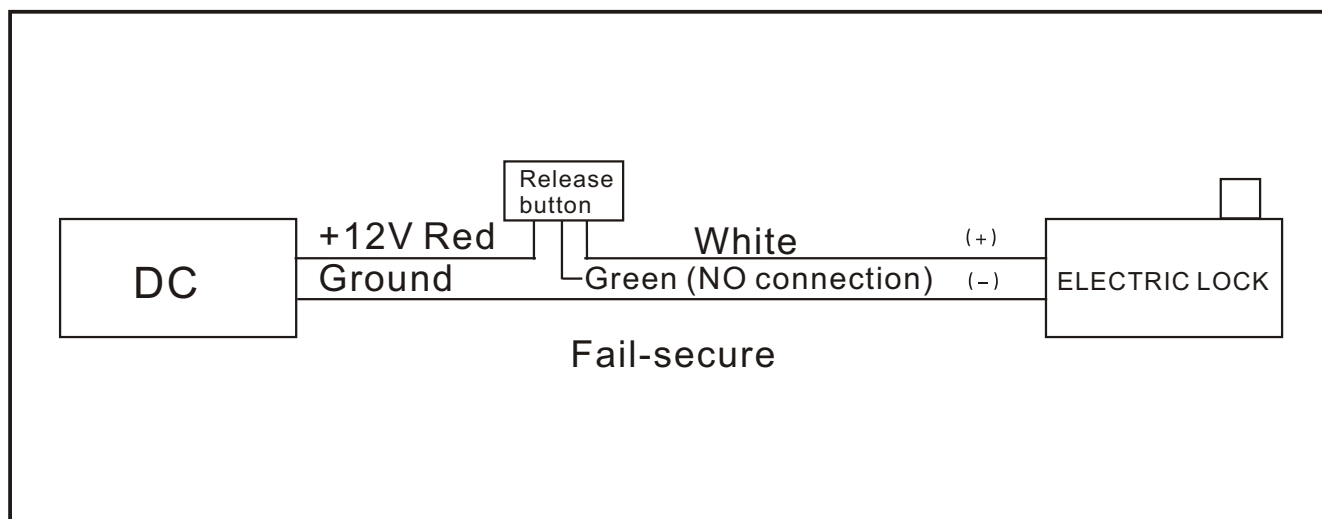 Release
button
+12V Red
White
(+)
DC
Ground
Green (NO connection)
(-)
ELECTRIC LOCK
Fail-secure